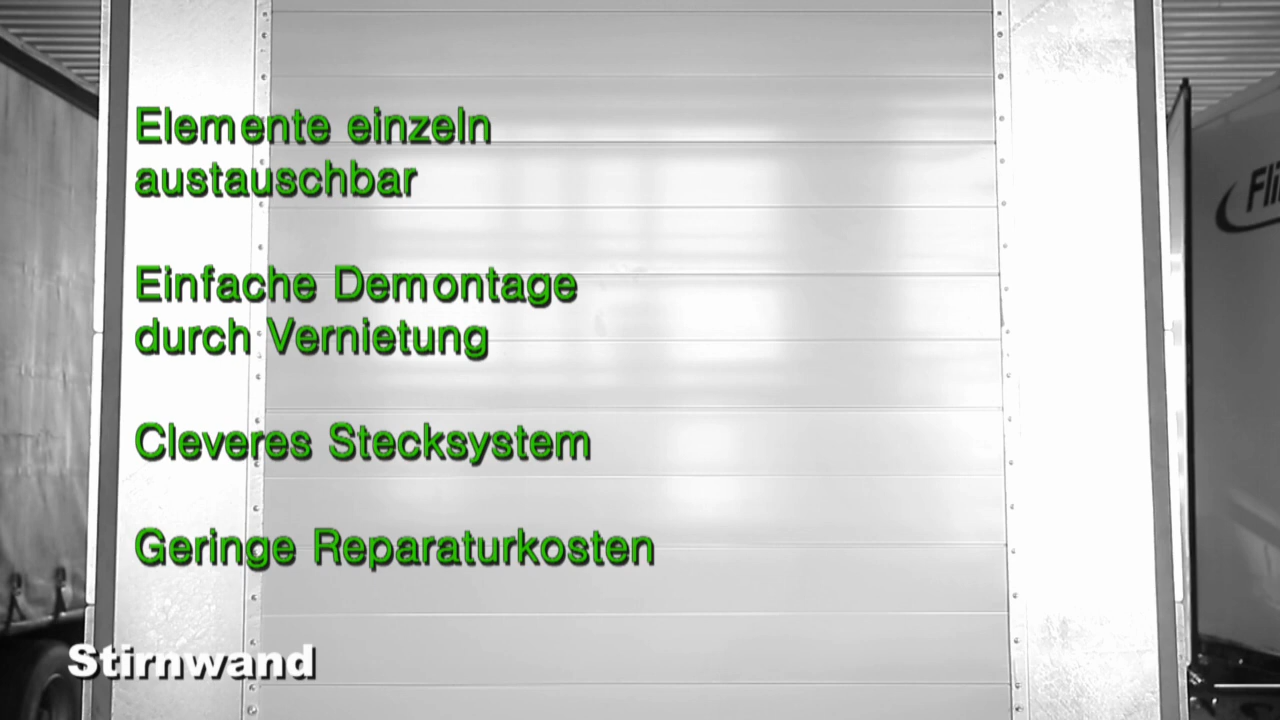 Elemente einzeln
austauschbar
Einfache Demontage
durch Vernietung
Cleveres Stecksystem
Geringe Reparaturkosten
Stirnwand